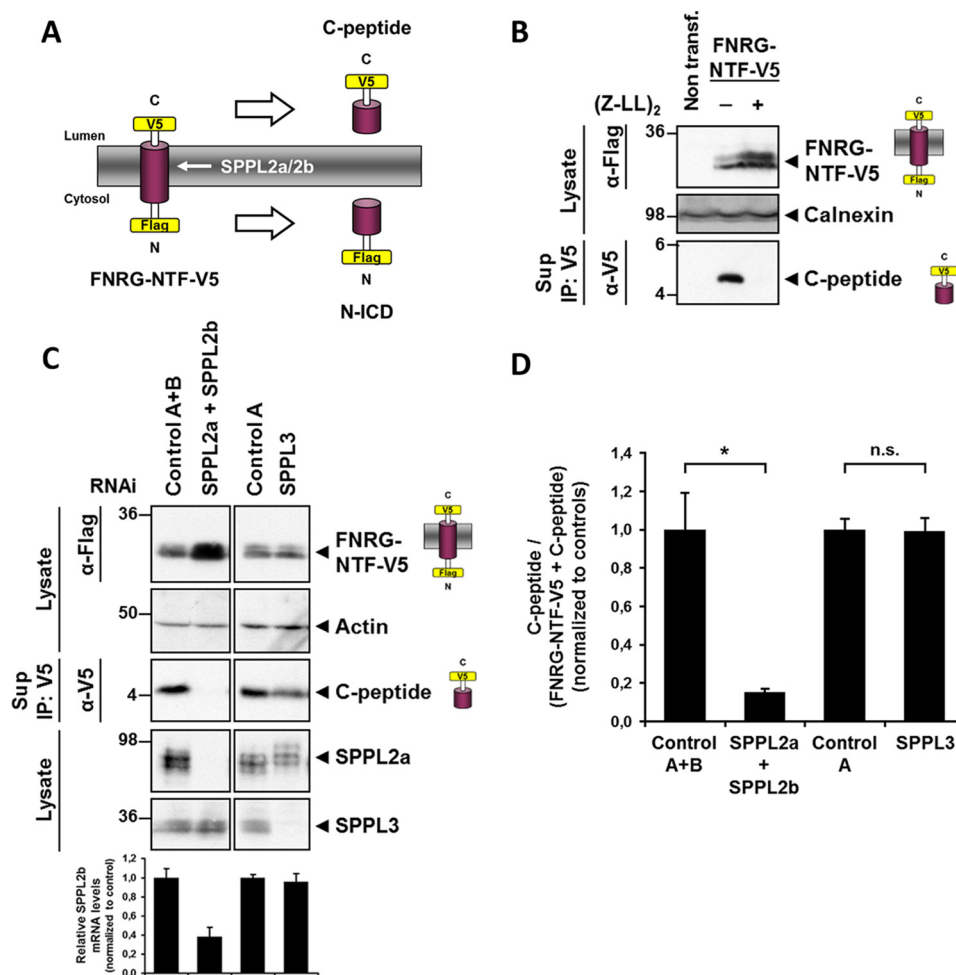 A
C-peptide
C
V5
C
V5
Lumen
SPPL2a/2b
Cytosol
Flag
N
FNRG-NTF-V5
Flag
N
N-ICD
B
Non transf.
FNRG-
NTF-V5
(Z-LL)2
– +
Lysate
α-Flag
36
FNRG-
NTF-V5
C
V5
Flag
N
98
Calnexin
Sup
IP: V5
α-V5
6
4
C-peptide
C
V5
C
RNAi
Control A+B
SPPL2a + SPPL2b
Control A
SPPL3
Lysate
α-Flag
36
FNRG-
NTF-V5
C
V5
Flag
N
50
Actin
Sup
IP: V5
α-V5
4
C-peptide
C
V5
Lysate
98
SPPL2a
36
SPPL3
Relative SPPL2b
mRNA levels
(normalized to control)
1,2
1,0
0,8
0,6
0,4
0,2
0,0
D
C-peptide /
(FNRG-NTF-V5 + C-peptide)
(normalized to controls)
1,4
1,2
1,0
0,8
0,6
0,4
0,2
0,0
*
n.s.
Control
A+B
SPPL2a
+
SPPL2b
Control
A
SPPL3